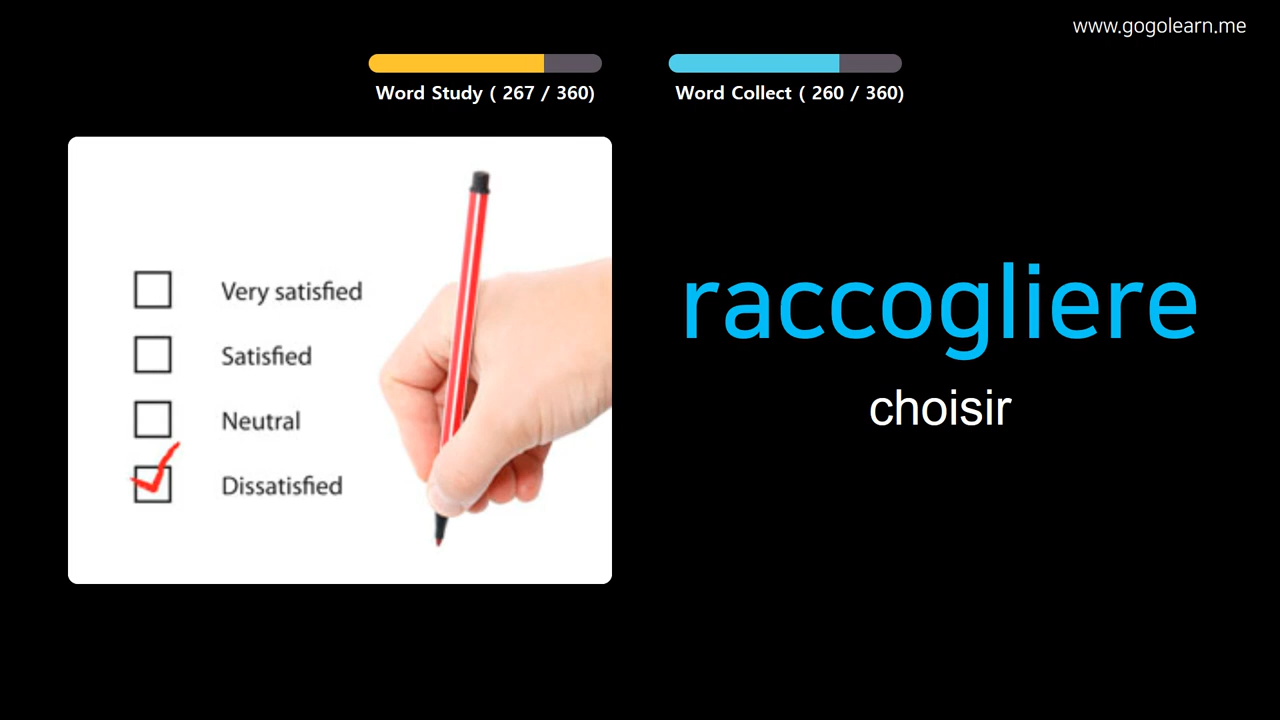 www.gogolearn.me
Word Study ( 267 / 360)
Word Collect ( 260 / 360)
Very satisfied
Satisfied
Neutral
Dissatisfied
raccogliere
choisir